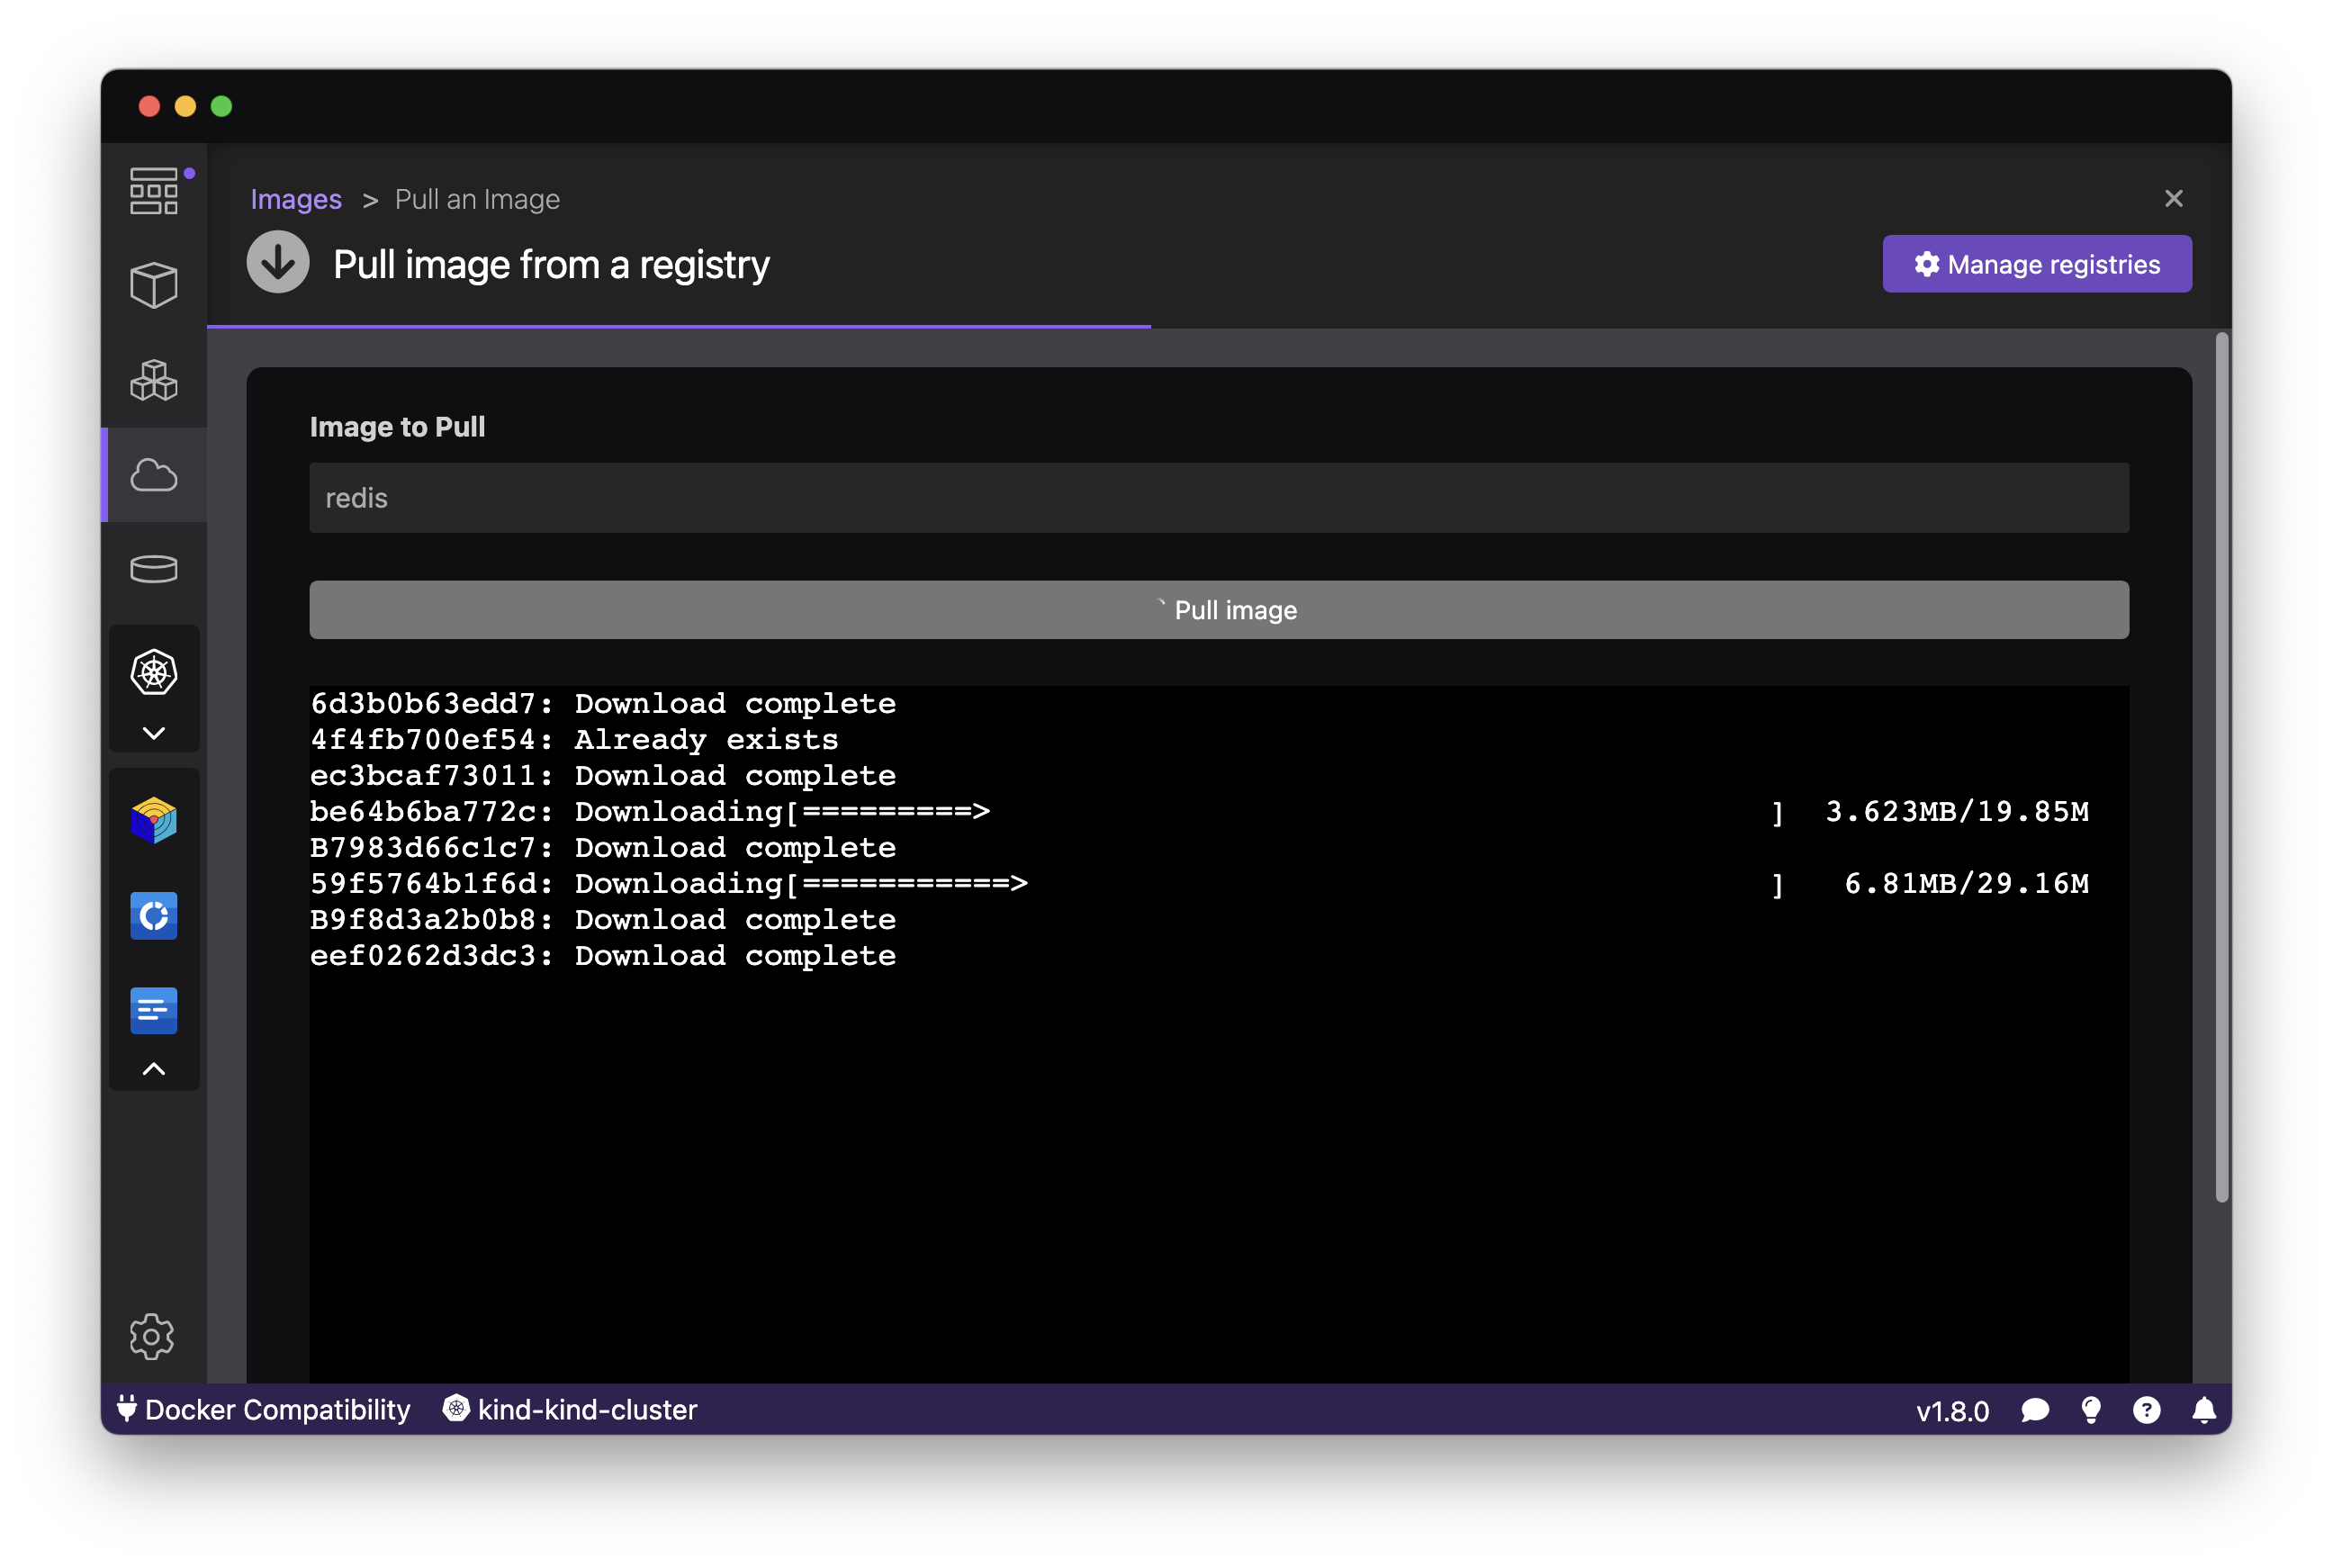 Images > Pull an Image
Pull image from a registry
Manage registries
Image to Pull
redis
Pull image
6d3b0b63edd7: Download complete
4f4fb700ef54: Already exists
ec3bcaf73011: Download complete
be64b6ba772c: Downloading[=========> ] 3.623MB/19.85M
B7983d66c1c7: Download complete
59f5764b1f6d: Downloading[===========> ] 6.81MB/29.16M
B9f8d3a2b0b8: Download complete
eef0262d3dc3: Download complete
Docker Compatibility kind-kind-cluster v1.8.0